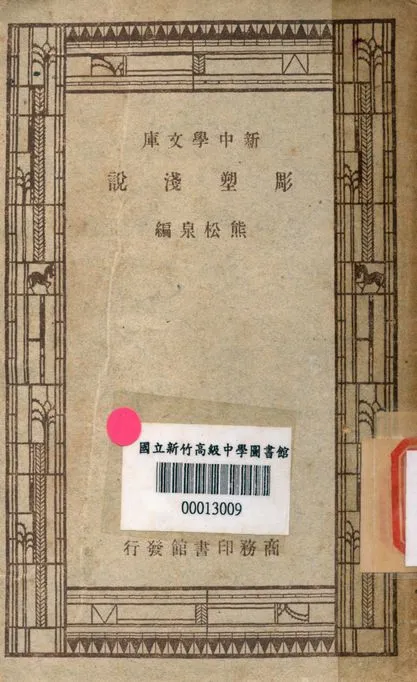 新中學文庫
彫塑淺說
熊松泉編
國立新竹高級中學圖書館
00013009
商務印書館發行